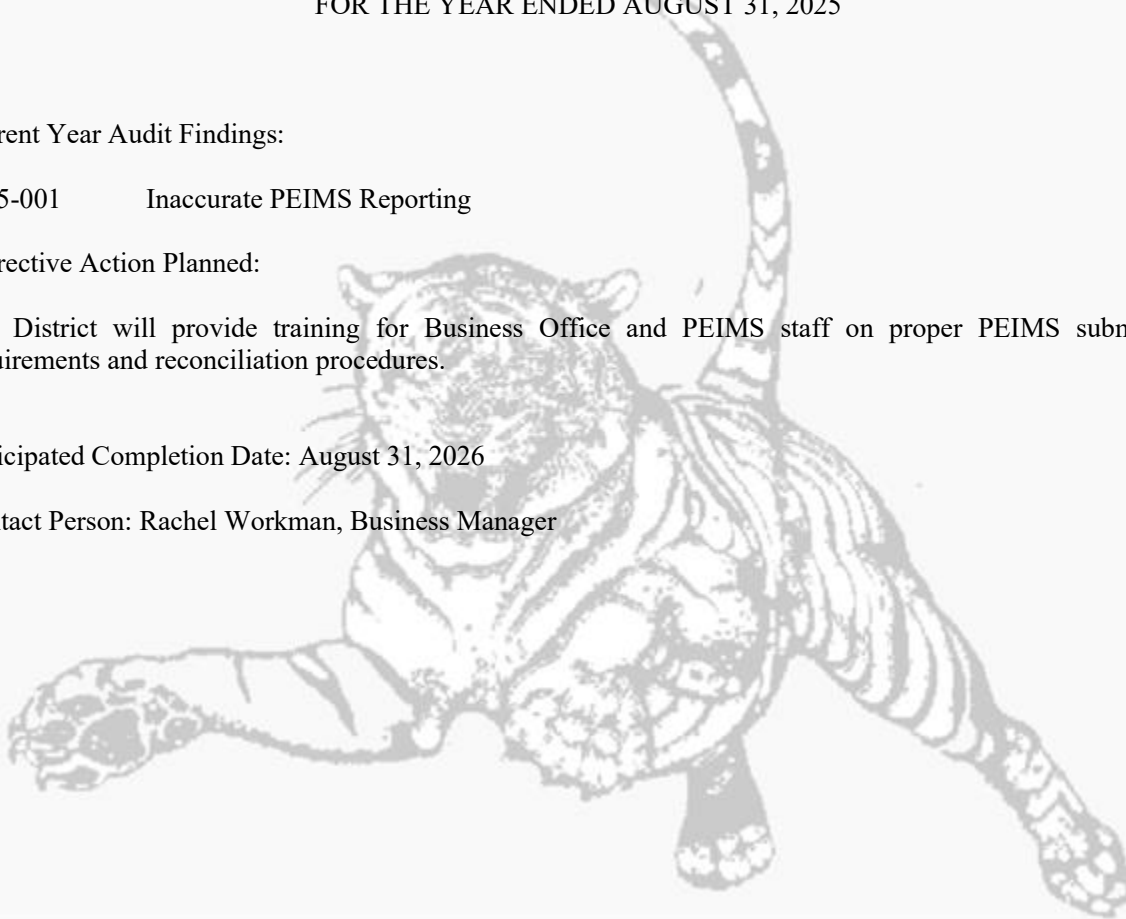 FOR THE YEAR ENDED AUGUST 31, 2025
rent Year Audit Findings:
5-001 Inaccurate PEIMS Reporting
rective Action Planned:
District will provide training for Business Office and PEIMS staff on proper PEIMS subm
uirements and reconciliation procedures.
icipated Completion Date: August 31, 2026
ntact Person: Rachel Workman, Business Manager